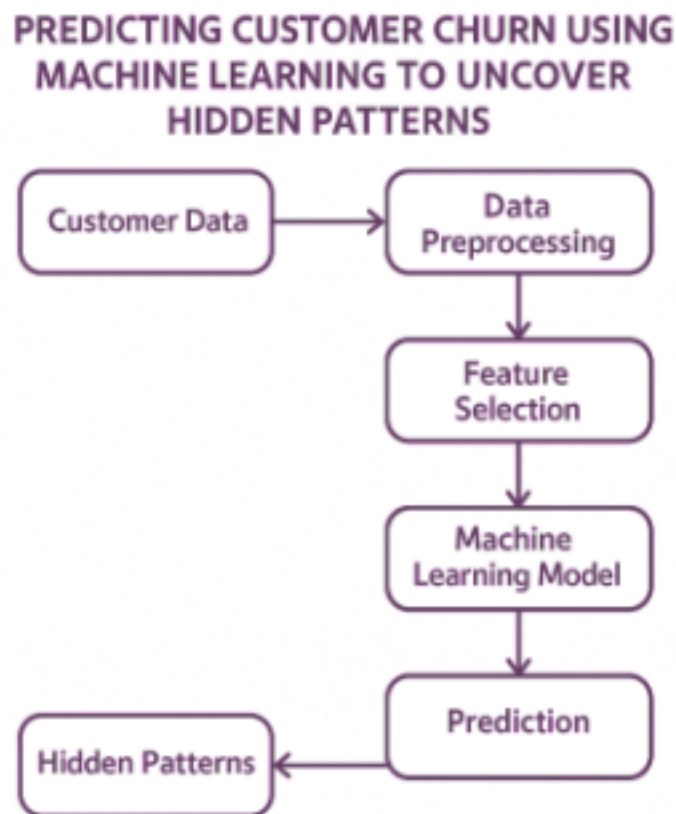 PREDICTING CUSTOMER CHURN USING
MACHINE LEARNING TO UNCOVER
HIDDEN PATTERNS
Customer Data
Data
Preprocessing
Feature
Selection
Machine
Learning Model
Prediction
Hidden Patterns